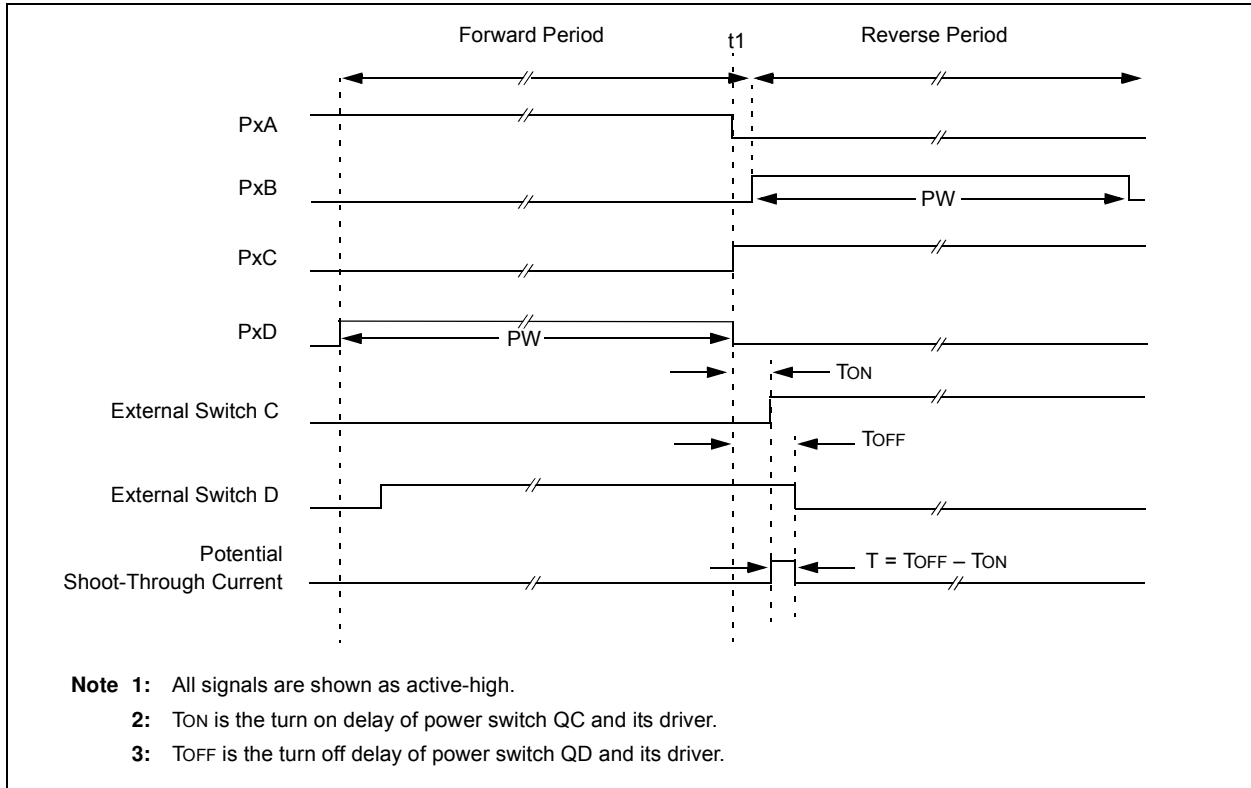 Forward Period
t1
Reverse Period
PxA
PxB
PW
PxC
PxD
PW
TON
External Switch C
TOFF
External Switch D
Potential
Shoot-Through Current
T = TOFF – TON
Note 1: All signals are shown as active-high.
2: TON is the turn on delay of power switch QC and its driver.
3: TOFF is the turn off delay of power switch QD and its driver.